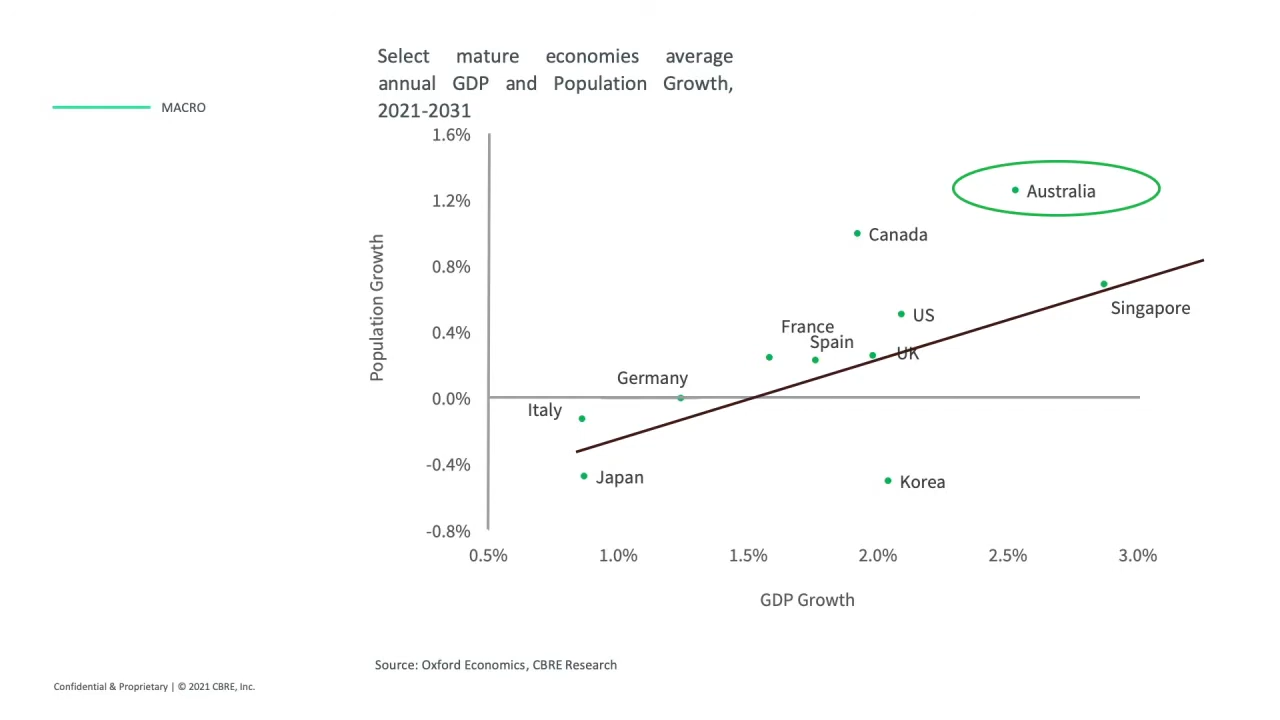 Select mature economies average
annual GDP and Population Growth,
2021-2031
MACRO
1.6%
1.2%
0.8%
0.4%
0.0%
-0.4%
-0.8%
Population Growth
Australia
Canada
Singapore
US
France
Spain
UK
Germany
Italy
Japan
Korea
0.5% 1.0% 1.5% 2.0% 2.5% 3.0%
GDP Growth
Source: Oxford Economics, CBRE Research
Confidential & Proprietary | © 2021 CBRE, Inc.